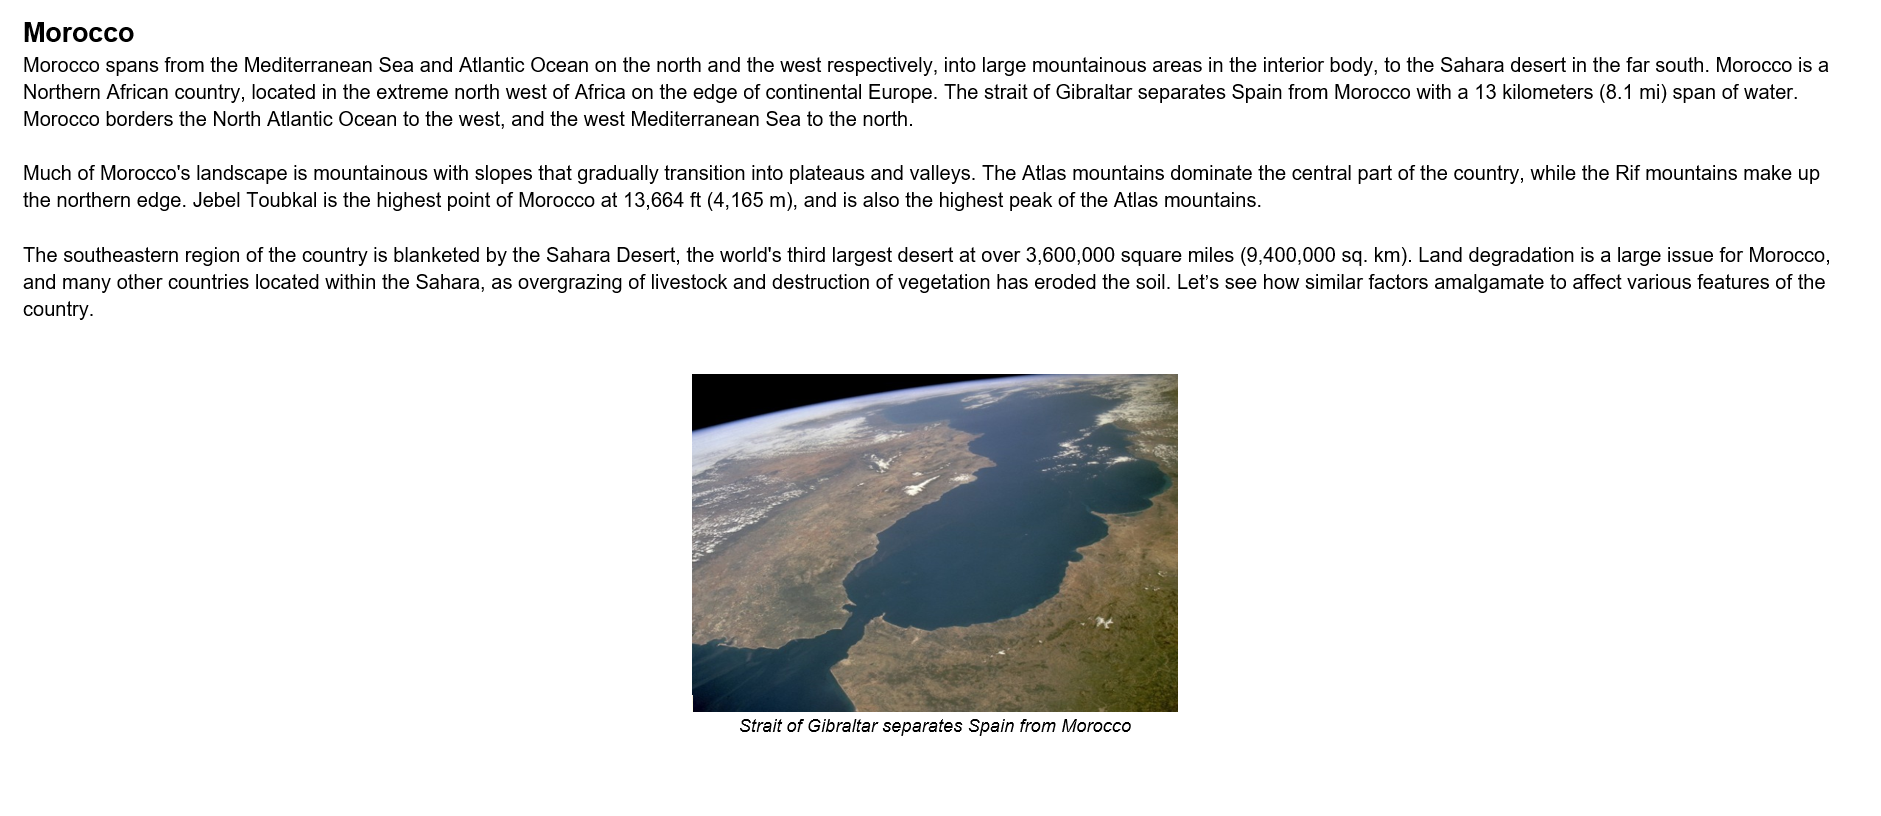 Morocco
Morocco spans from the Mediterranean Sea and Atlantic Ocean on the north and the west respectively, into large mountainous areas in the interior body, to the Sahara desert in the far south. Morocco is a
Northern African country, located in the extreme north west of Africa on the edge of continental Europe. The strait of Gibraltar separates Spain from Morocco with a 13 kilometers (8.1 mi) span of water.
Morocco borders the North Atlantic Ocean to the west, and the west Mediterranean Sea to the north.
Much of Morocco's landscape is mountainous with slopes that gradually transition into plateaus and valleys. The Atlas mountains dominate the central part of the country, while the Rif mountains make up
the northern edge. Jebel Toubkal is the highest point of Morocco at 13,664 ft (4,165 m), and is also the highest peak of the Atlas mountains.
The southeastern region of the country is blanketed by the Sahara Desert, the world's third largest desert at over 3,600,000 square miles (9,400,000 sq. km). Land degradation is a large issue for Morocco,
and many other countries located within the Sahara, as overgrazing of livestock and destruction of vegetation has eroded the soil. Let’s see how similar factors amalgamate to affect various features of the
country.
Strait of Gibraltar separates Spain from Morocco